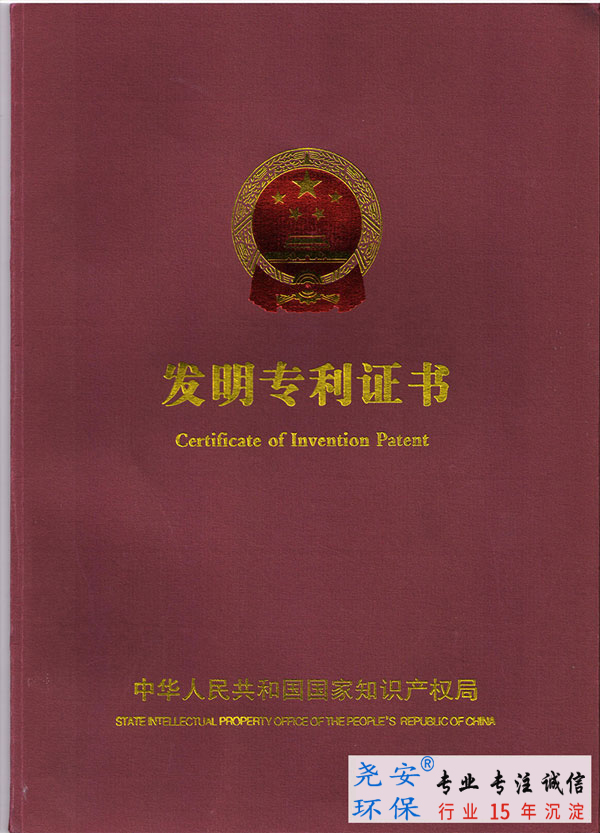 发明专利证书
Certificate of Invention Patent
中华人民共和国国家知识产权局
STATE INTELLECTUAL PROPERTY OFFICE OF THE PEOPLE'S REPUBLIC OF CHINA
尧安® 专业 专注 诚信
环保 行业 15 年 沉淀